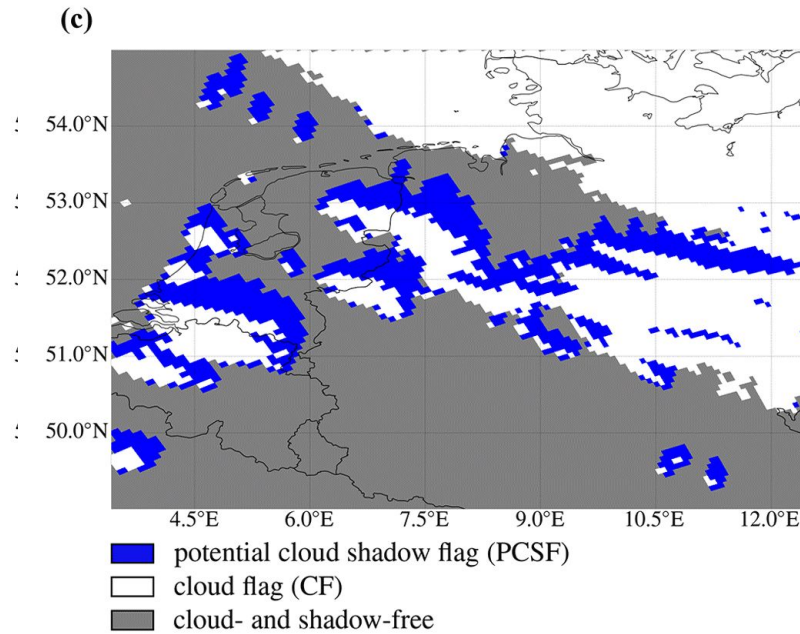 (c)
54.0°N
53.0°N
52.0°N
51.0°N
50.0°N
4.5°E 6.0°E 7.5°E 9.0°E 10.5°E 12.0°E
potential cloud shadow flag (PCSF)
cloud flag (CF)
cloud- and shadow-free